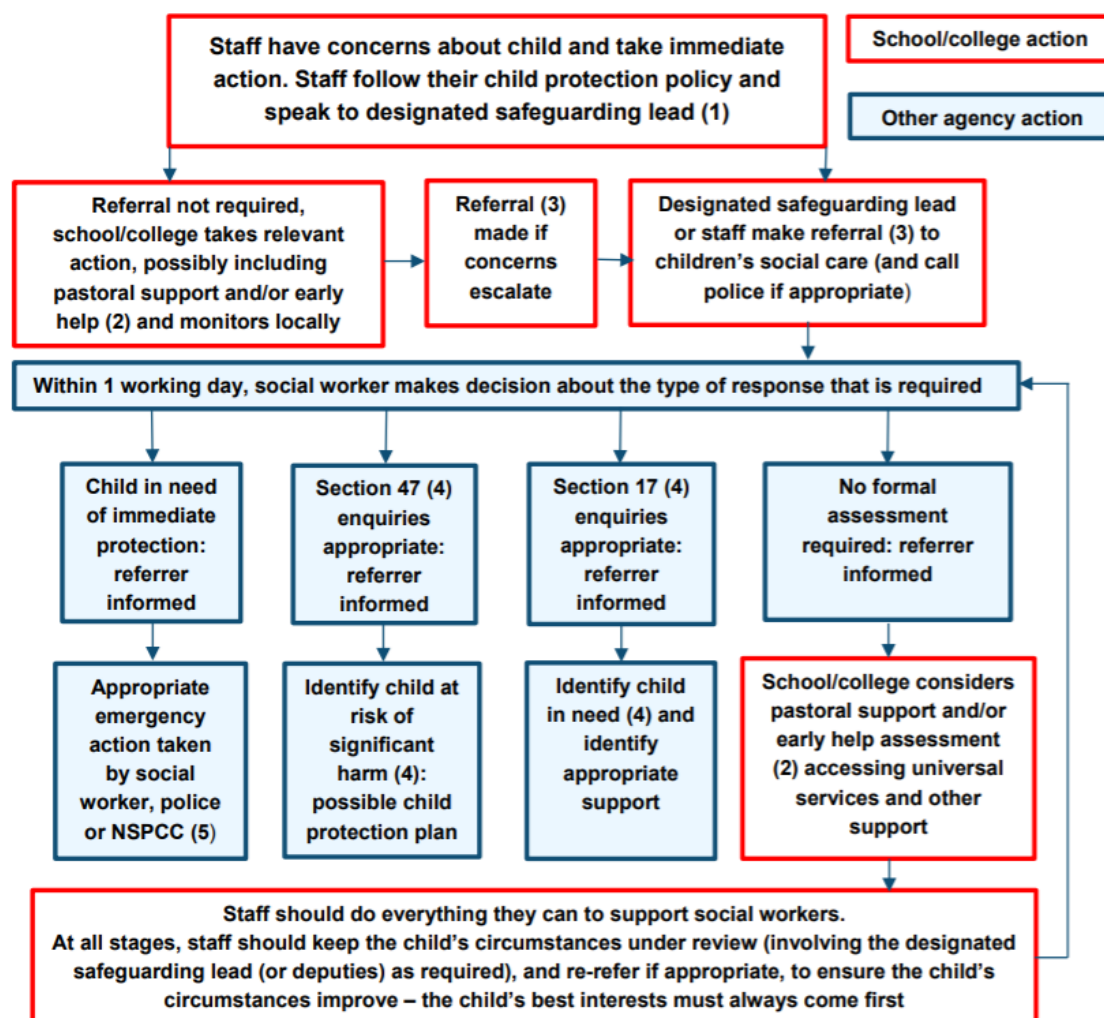 Staff have concerns about child and take immediate
action. Staff follow their child protection policy and
speak to designated safeguarding lead (1)
School/college action
Other agency action
Referral not required,
school/college takes relevant
action, possibly including
pastoral support and/or early
help (2) and monitors locally
Referral (3)
made if
concerns
escalate
Designated safeguarding lead
or staff make referral (3) to
children’s social care (and call
police if appropriate)
Within 1 working day, social worker makes decision about the type of response that is required
Child in need
of immediate
protection:
referrer
informed
Section 47 (4)
enquiries
appropriate:
referrer
informed
Section 17 (4)
enquiries
appropriate:
referrer
informed
No formal
assessment
required: referrer
informed
Appropriate
emergency
action taken
by social
worker, police
or NSPCC (5)
Identify child at
risk of
significant
harm (4):
possible child
protection plan
Identify child
in need (4) and
identify
appropriate
support
School/college considers
pastoral support and/or
early help assessment
(2) accessing universal
services and other
support
Staff should do everything they can to support social workers.
At all stages, staff should keep the child’s circumstances under review (involving the designated
safeguarding lead (or deputies) as required), and re-refer if appropriate, to ensure the child’s
circumstances improve – the child’s best interests must always come first